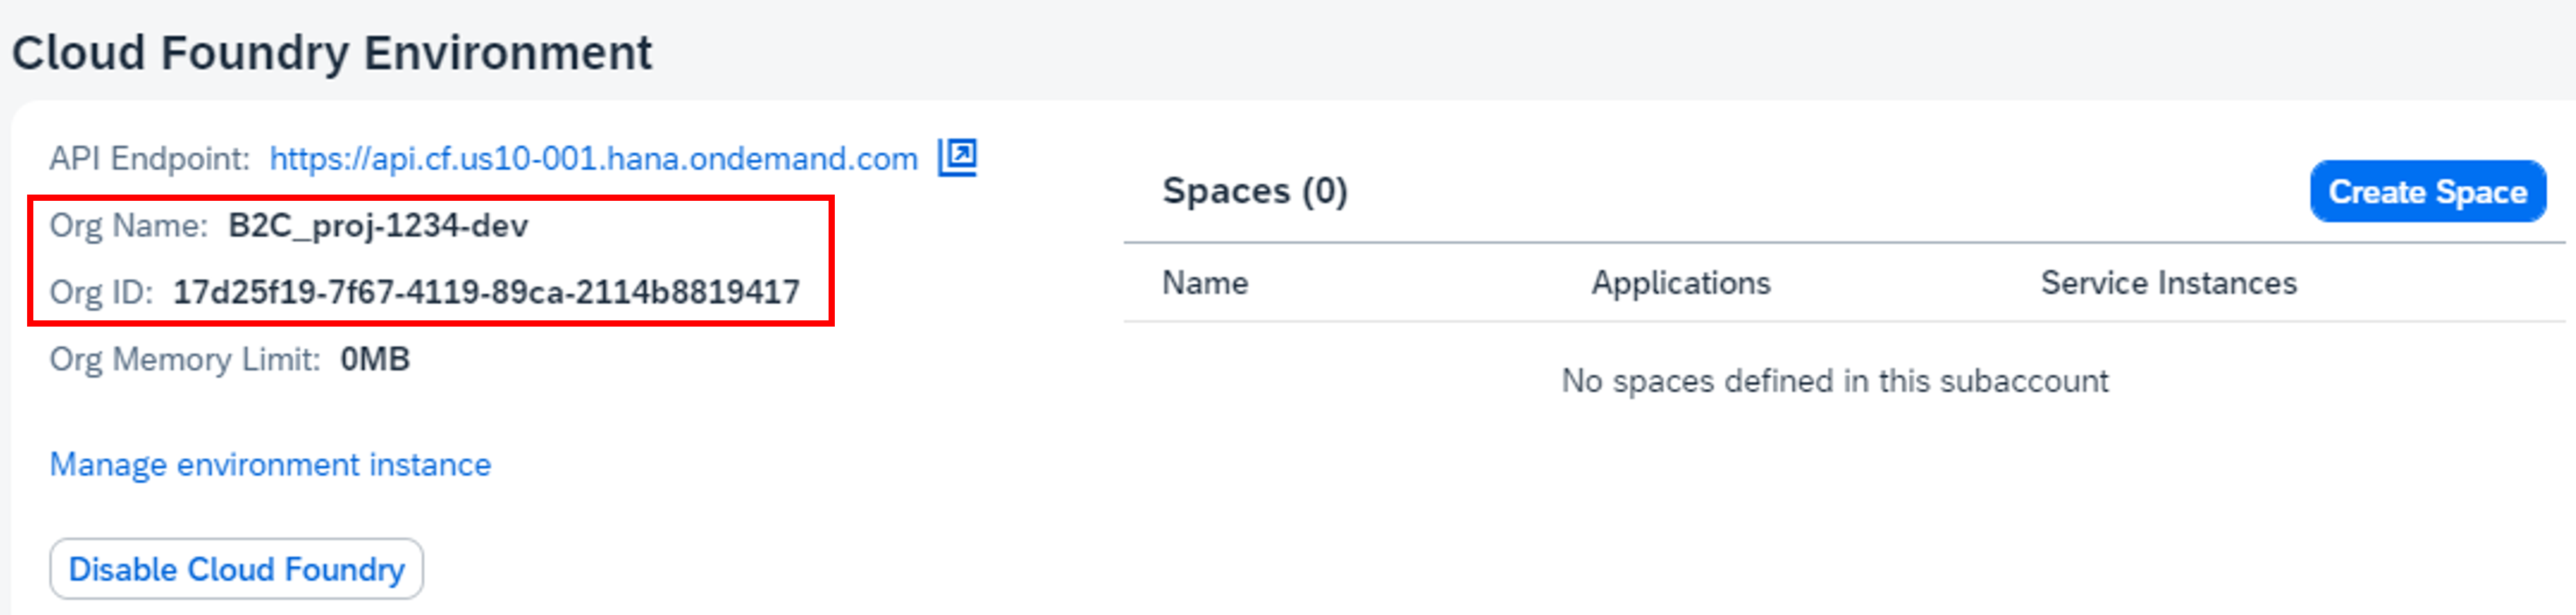 Cloud Foundry Environment
API Endpoint: https://api.cf.us10-001.hana.ondemand.com
Org Name: B2C_proj-1234-dev
Org ID: 17d25f19-7f67-4119-89ca-2114b8819417
Org Memory Limit: 0MB
Manage environment instance
Disable Cloud Foundry
Spaces (0)
Create Space
Name Applications Service Instances
No spaces defined in this subaccount